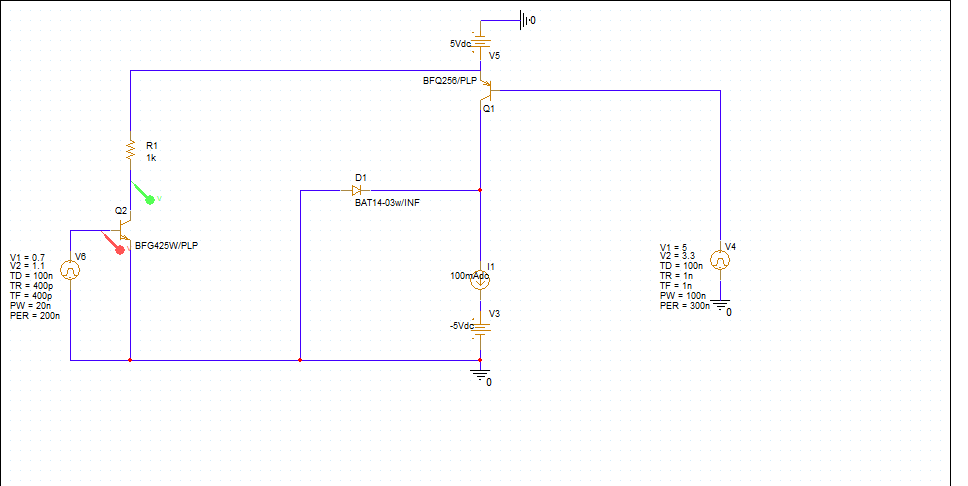 0
5Vdc
V5
BFQ256/PLP
Q1
R1
1k
D1
BAT14-03w/INF
V
Q2
BFG425W/PLP
V6
V1 = 0.7
V2 = 1.1
TD = 100n
TR = 400p
TF = 400p
PW = 20n
PER = 200n
V4
V1 = 5
V2 = 3.3
TD = 100n
TR = 1n
TF = 1n
PW = 100n
PER = 300n
0
I1
100mAdc
V3
-5Vdc
0